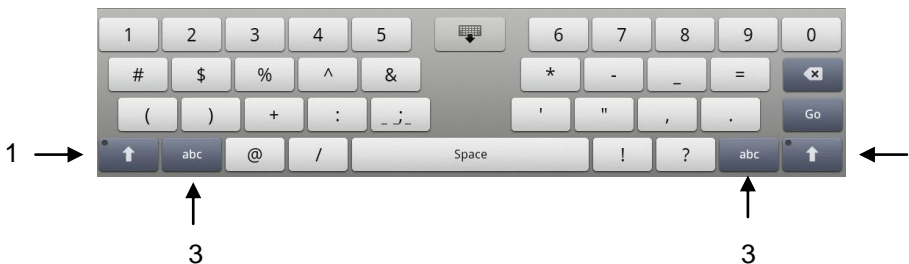 1 2 3 4 5 6 7 8 9 0
# $ % ^ & * - _ =
( ) + : _ _;_ ' " , . Go
1 abc @ / Space ! ? abc
3 3